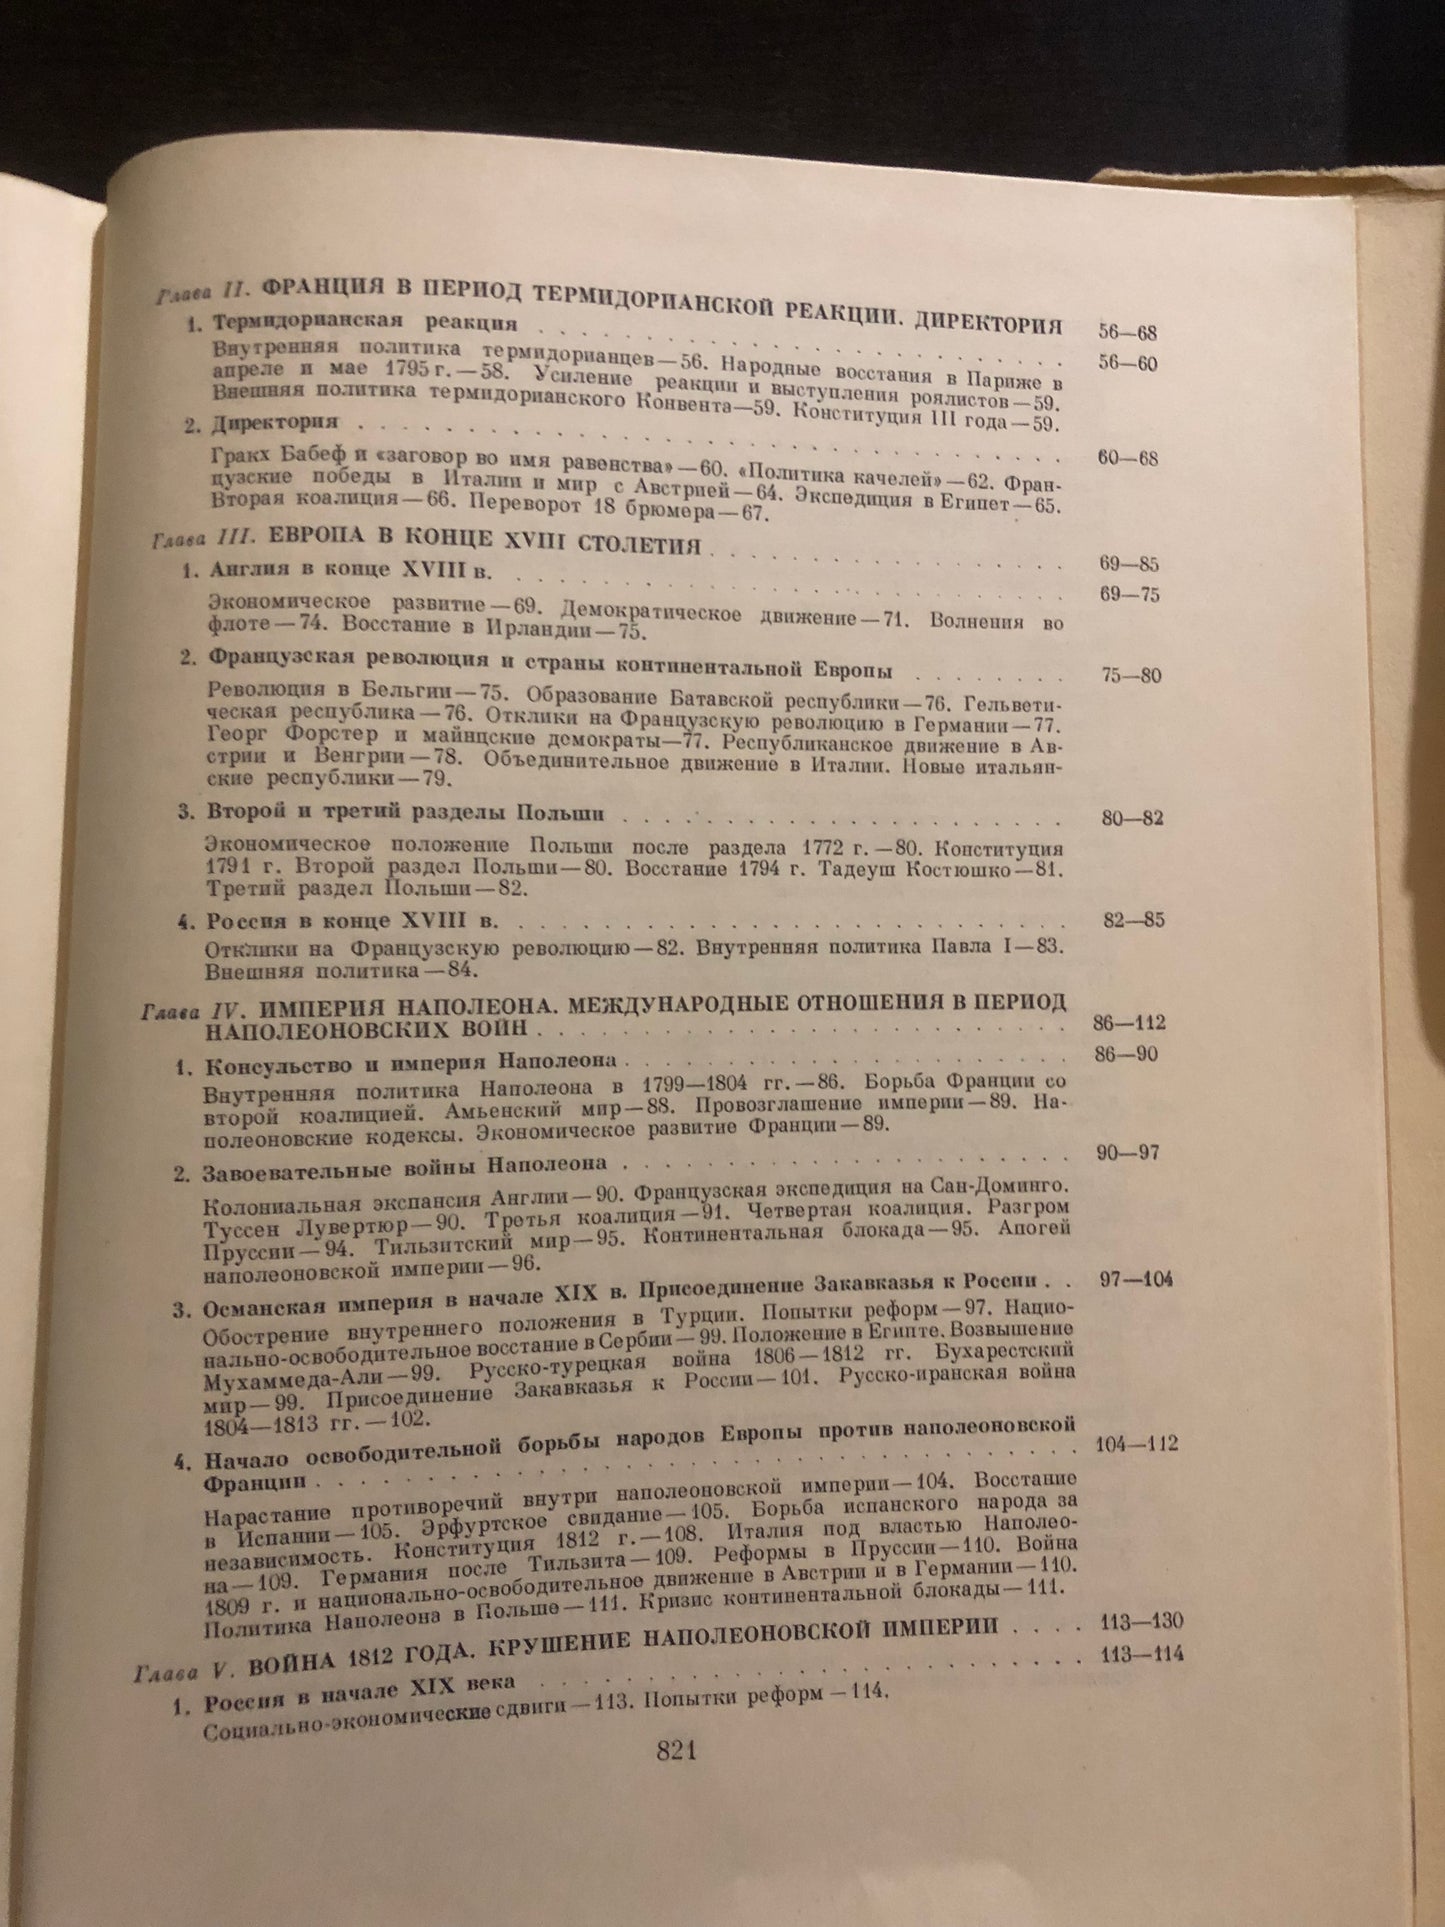 Глава II. ФРАНЦИЯ В ПЕРИОД ТЕРМИДОРИАНСКОЙ РЕАКЦИИ. ДИРЕКТОРИЯ 56—68
1. Термидорианская реакция . . . . . . . . . . . . . . . . . . . . 56—60
Внутренняя политика термидорианцев—56. Народные восстания в Париже в
апреле и мае 1795 г.—58. Усиление реакции и выступления роялистов—59.
Внешняя политика термидорианского Конвента—59. Конституция III года—59.
2. Директория . . . . . . . . . . . . . . . . . . . . . . . . . 60—68
Гракх Бабеф и «заговор во имя равенства»—60. «Политика качелей»—62. Фран-
цузские победы в Италии и мир с Австрией—64. Экспедиция в Египет—65.
Вторая коалиция—66. Переворот 18 брюмера—67.
Глава III. ЕВРОПА В КОНЦЕ XVIII СТОЛЕТИЯ . . . . . . . . . . . . . 69—85
1. Англия в конце XVIII в. . . . . . . . . . . . . . . . . . . . . 69—75
Экономическое развитие—69. Демократическое движение—71. Волнения во
флоте—74. Восстание в Ирландии—75.
2. Французская революция и страны континентальной Европы . . . . . . . . 75—80
Революция в Бельгии—75. Образование Батавской республики—76. Гельвети-
ческая республика—76. Отклики на Французскую революцию в Германии—77.
Георг Форстер и майнцские демократы—77. Республиканское движение в Ав-
стрии и Венгрии—78. Объединительное движение в Италии. Новые итальян-
ские республики—79.
3. Второй и третий разделы Польши . . . . . . . . . . . . . . . . . 80—82
Экономическое положение Польши после раздела 1772 г.—80. Конституция
1791 г. Второй раздел Польши—80. Восстание 1794 г. Тадеуш Костюшко—81.
Третий раздел Польши—82.
4. Россия в конце XVIII в. . . . . . . . . . . . . . . . . . . . . 82—85
Отклики на Французскую революцию—82. Внутренняя политика Павла I—83.
Внешняя политика—84.
Глава IV. ИМПЕРИЯ НАПОЛЕОНА. МЕЖДУНАРОДНЫЕ ОТНОШЕНИЯ В ПЕРИОД
НАПОЛЕОНОВСКИХ ВОЙН . . . . . . . . . . . . . . . . . . . . 86—112
1. Консульство и империя Наполеона . . . . . . . . . . . . . . . . . 86—90
Внутренняя политика Наполеона в 1799—1804 гг.—86. Борьба Франции со
второй коалицией. Амьенский мир—88. Провозглашение империи—89. На-
полеоновские кодексы. Экономическое развитие Франции—89.
2. Завоевательные войны Наполеона . . . . . . . . . . . . . . . . . 90—97
Колониальная экспансия Англии—90. Французская экспедиция на Сан-Доминго.
Туссен Лувертюр—90. Третья коалиция—91. Четвертая коалиция. Разгром
Пруссии—94. Тильзитский мир—95. Континентальная блокада—95. Апогей
наполеоновской империи—96.
3. Османская империя в начале XIX в. Присоединение Закавказья к России . . 97—104
Обострение внутреннего положения в Турции. Попытки реформ—97. Нацио-
нально-освободительное восстание в Сербии—99. Положение в Египте. Возвышение
Мухаммеда-Али—99. Русско-турецкая война 1806—1812 гг. Бухарестский
мир—99. Присоединение Закавказья к России—101. Русско-иранская война
1804—1813 гг.—102.
4. Начало освободительной борьбы народов Европы против наполеоновской
Франции . . . . . . . . . . . . . . . . . . . . . . . . . . . 104—112
Нарастание противоречий внутри наполеоновской империи—104. Восстание
в Испании—105. Эрфуртское свидание—105. Борьба испанского народа за
независимость. Конституция 1812 г.—108. Италия под властью Наполео-
на—109. Германия после Тильзита—109. Реформы в Пруссии—110. Война
1809 г. и национально-освободительное движение в Австрии и в Германии—110.
Политика Наполеона в Польше—111. Кризис континентальной блокады—111.
Глава V. ВОЙНА 1812 ГОДА. КРУШЕНИЕ НАПОЛЕОНОВСКОЙ ИМПЕРИИ . . . . 113—130
1. Россия в начале XIX века . . . . . . . . . . . . . . . . . . . . 113—114
Социально-экономические сдвиги—113. Попытки реформ—114.
821